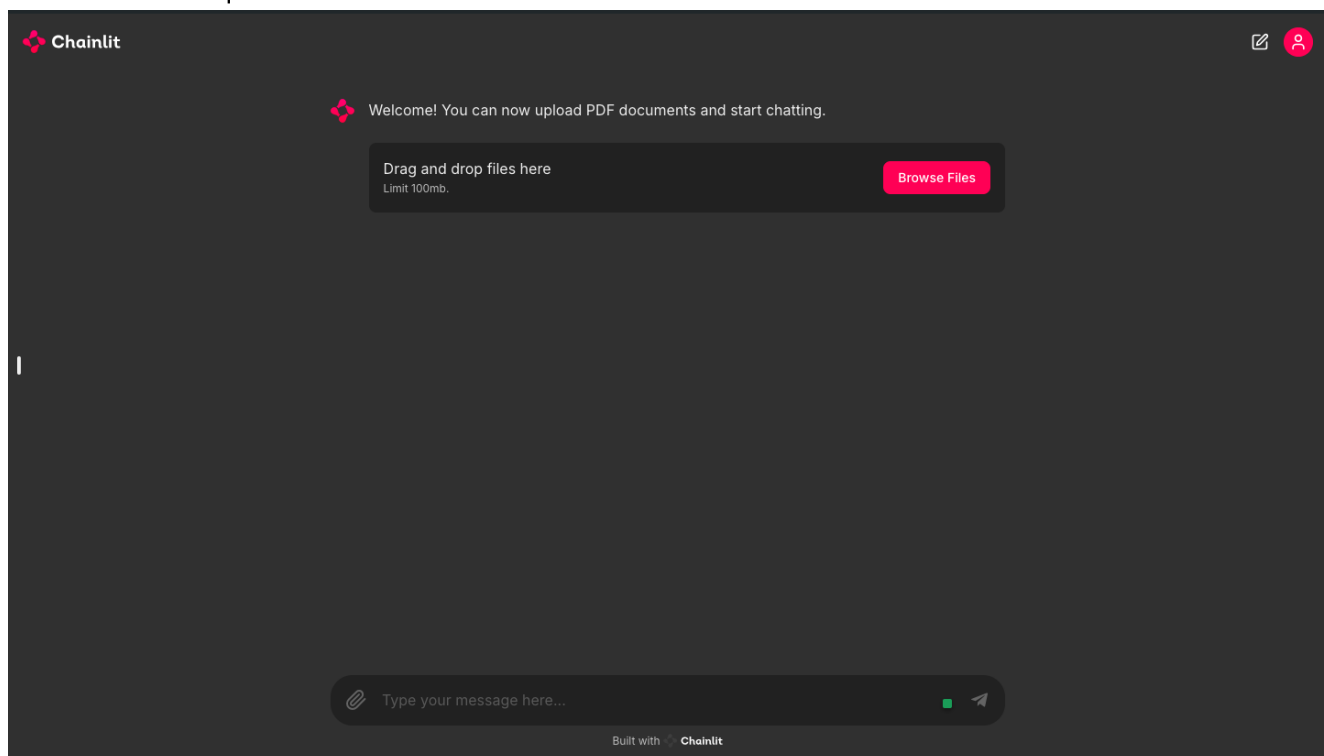 Chainlit
Welcome! You can now upload PDF documents and start chatting.
Drag and drop files here
Limit 100mb.
Browse Files
Type your message here...
Built with Chainlit